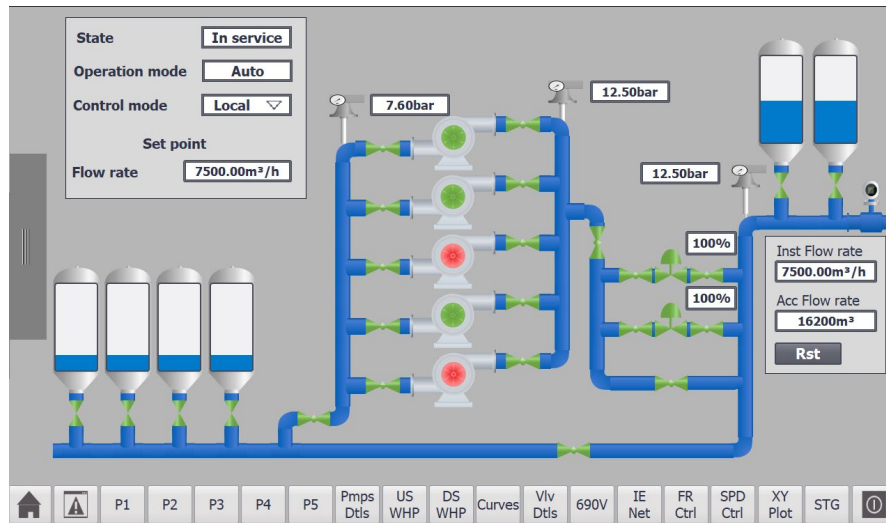 State In service
Operation mode Auto
Control mode Local
Set point
Flow rate 7500.00m³/h
7.60bar
12.50bar
12.50bar
100%
100%
Inst Flow rate
7500.00m³/h
Acc Flow rate
16200m³
Rst
P1
P2
P3
P4
P5
Pmps
Dtls
US
WHP
DS
WHP
Curves
Vlv
Dtls
690V
IE
Net
FR
Ctrl
SPD
Ctrl
XY
Plot
STG